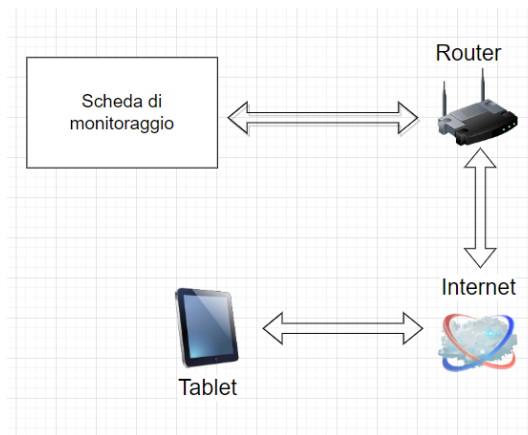 Router
Scheda di
monitoraggio
Internet
Tablet